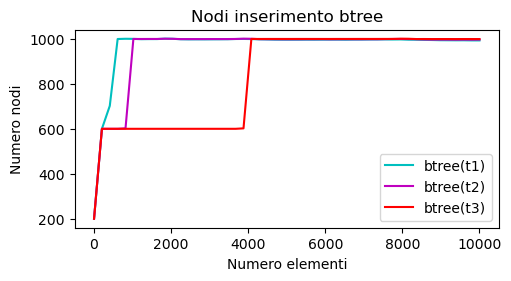 Nodi inserimento btree
Numero nodi
1000
800
600
400
200
0
2000
4000
6000
8000
10000
Numero elementi
btree(t1)
btree(t2)
btree(t3)